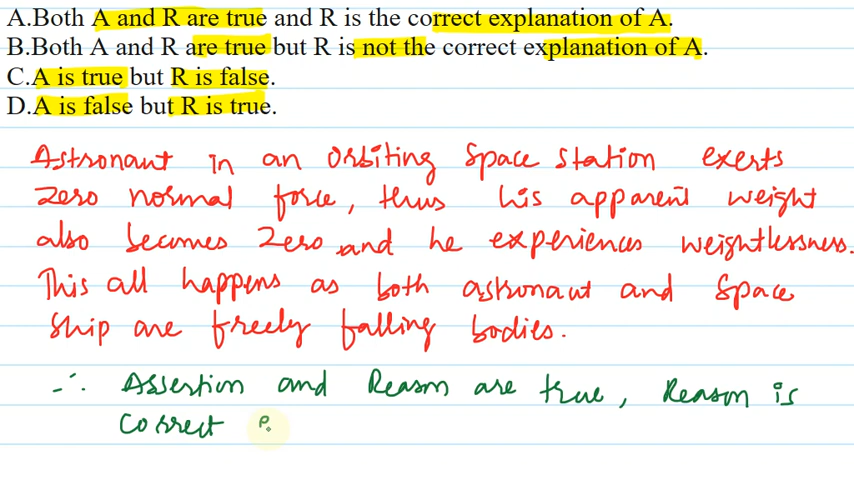 A.Both A and R are true and R is the correct explanation of A.
B.Both A and R are true but R is not the correct explanation of A.
C.A is true but R is false.
D.A is false but R is true.
Astronant in an orbiting space station exerts
zero normal force, thus his apparent weight
also becomes zero and he experiences weightlessness.
This all happens as both astronaut and space
ship are freely falling bodies.
∴ Assertion and Reason are true, Reason is
correct